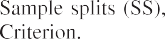 Sample splits (SS),
Criterion.